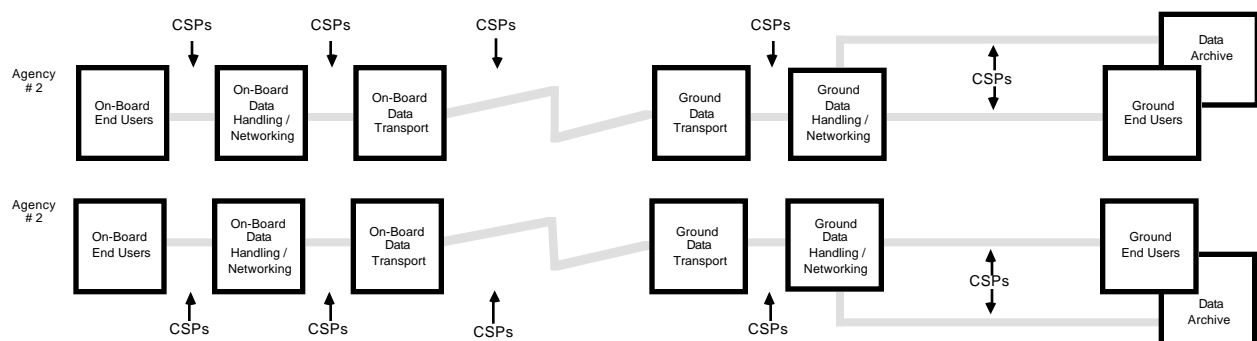 CSPs
CSPs
CSPs
CSPs
Agency
# 2
On-Board
End Users
On-Board
Data
Handling /
Networking
On-Board
Data
Transport
Ground
Data
Transport
Ground
Data
Handling /
Networking
CSPs
Data
Archive
Ground
End Users
Agency
# 2
On-Board
End Users
On-Board
Data
Handling /
Networking
On-Board
Data
Transport
Ground
Data
Transport
Ground
Data
Handling /
Networking
CSPs
Ground
End Users
Data
Archive
CSPs
CSPs
CSPs
CSPs